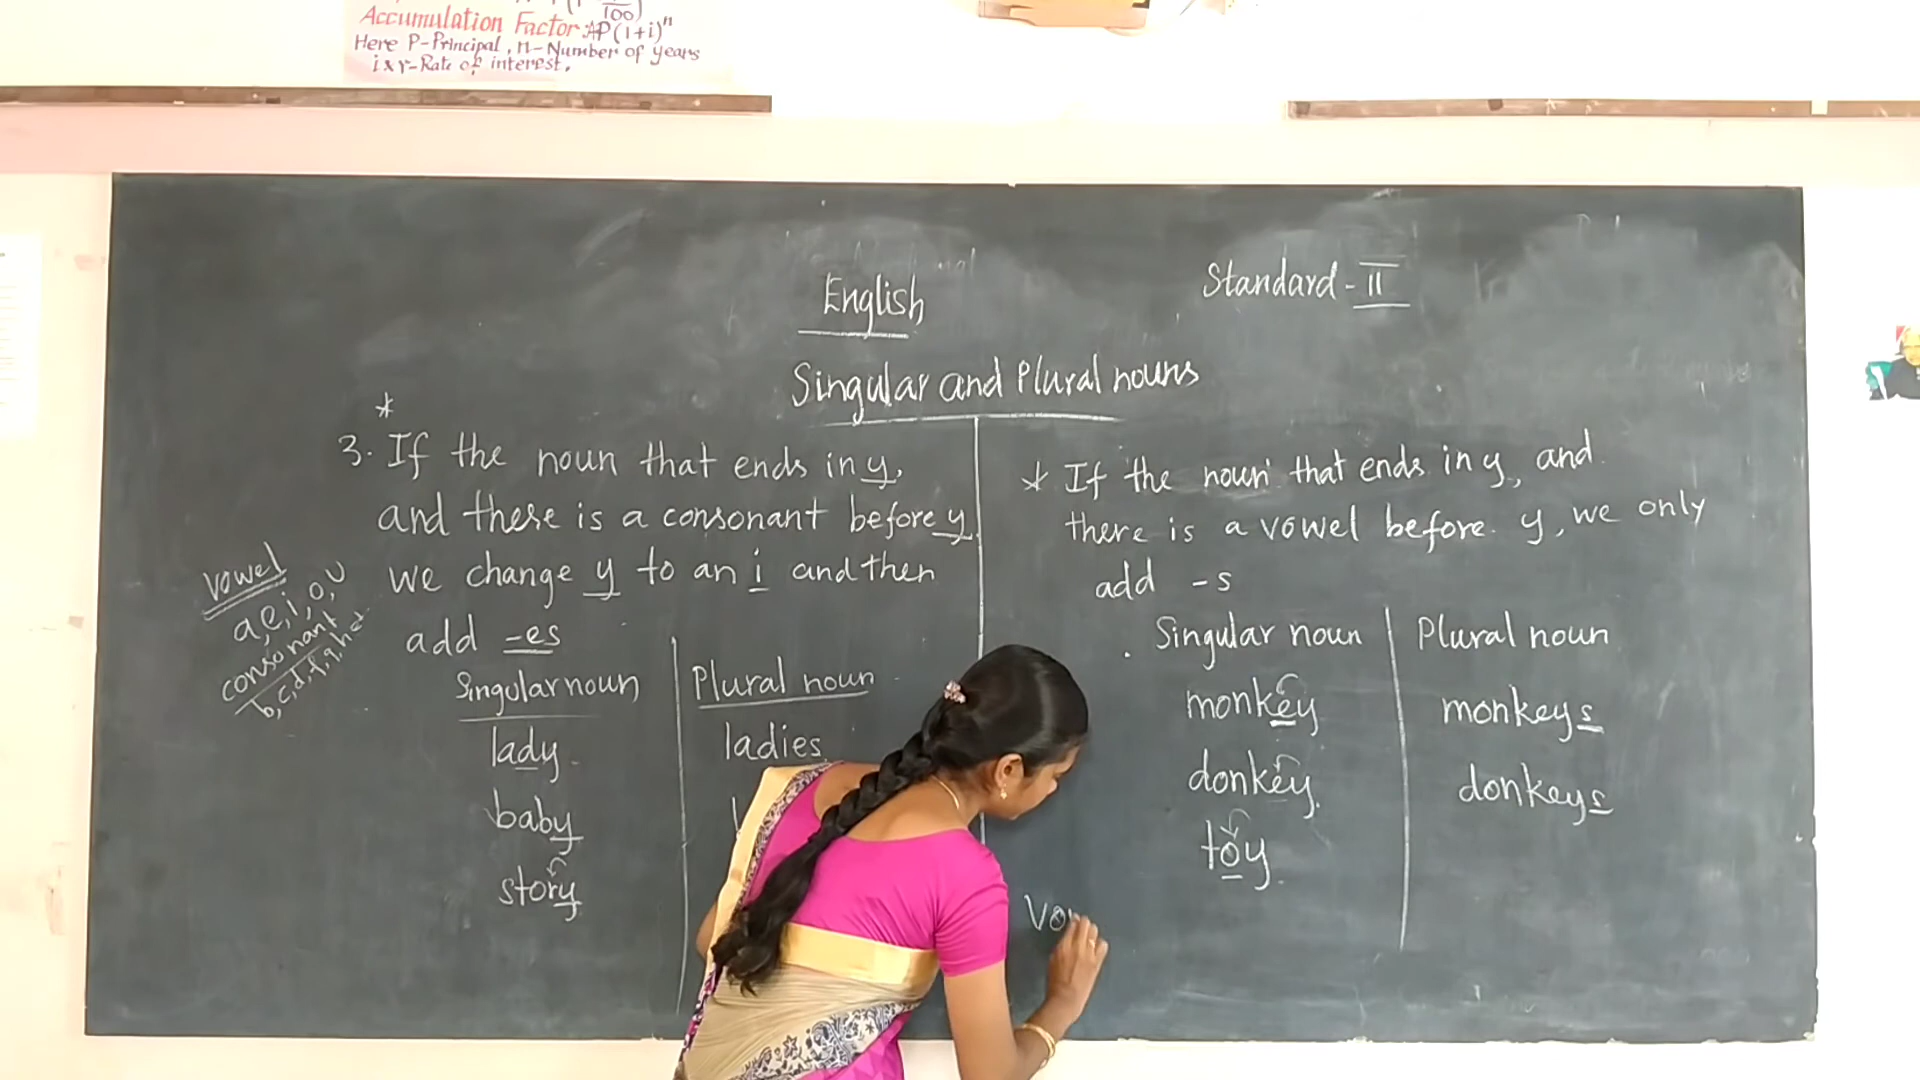 100)
Accumulation Factor: AP(1+i)ⁿ
Here P-Principal, n-Number of years
i & r-Rate of interest.
English
Standard - II
Singular and Plural nouns
*
3. If the noun that ends in y,
and there is a consonant before y
we change y to an i and then
add -es
Singular noun Plural noun
lady ladies
baby
story
vowel
a,e,i,o,u
consonant
b,c,d,f,g,h etc
* If the noun that ends in y, and
there is a vowel before y, we only
add -s
Singular noun Plural noun
monkey monkeys
donkey donkeys
toy